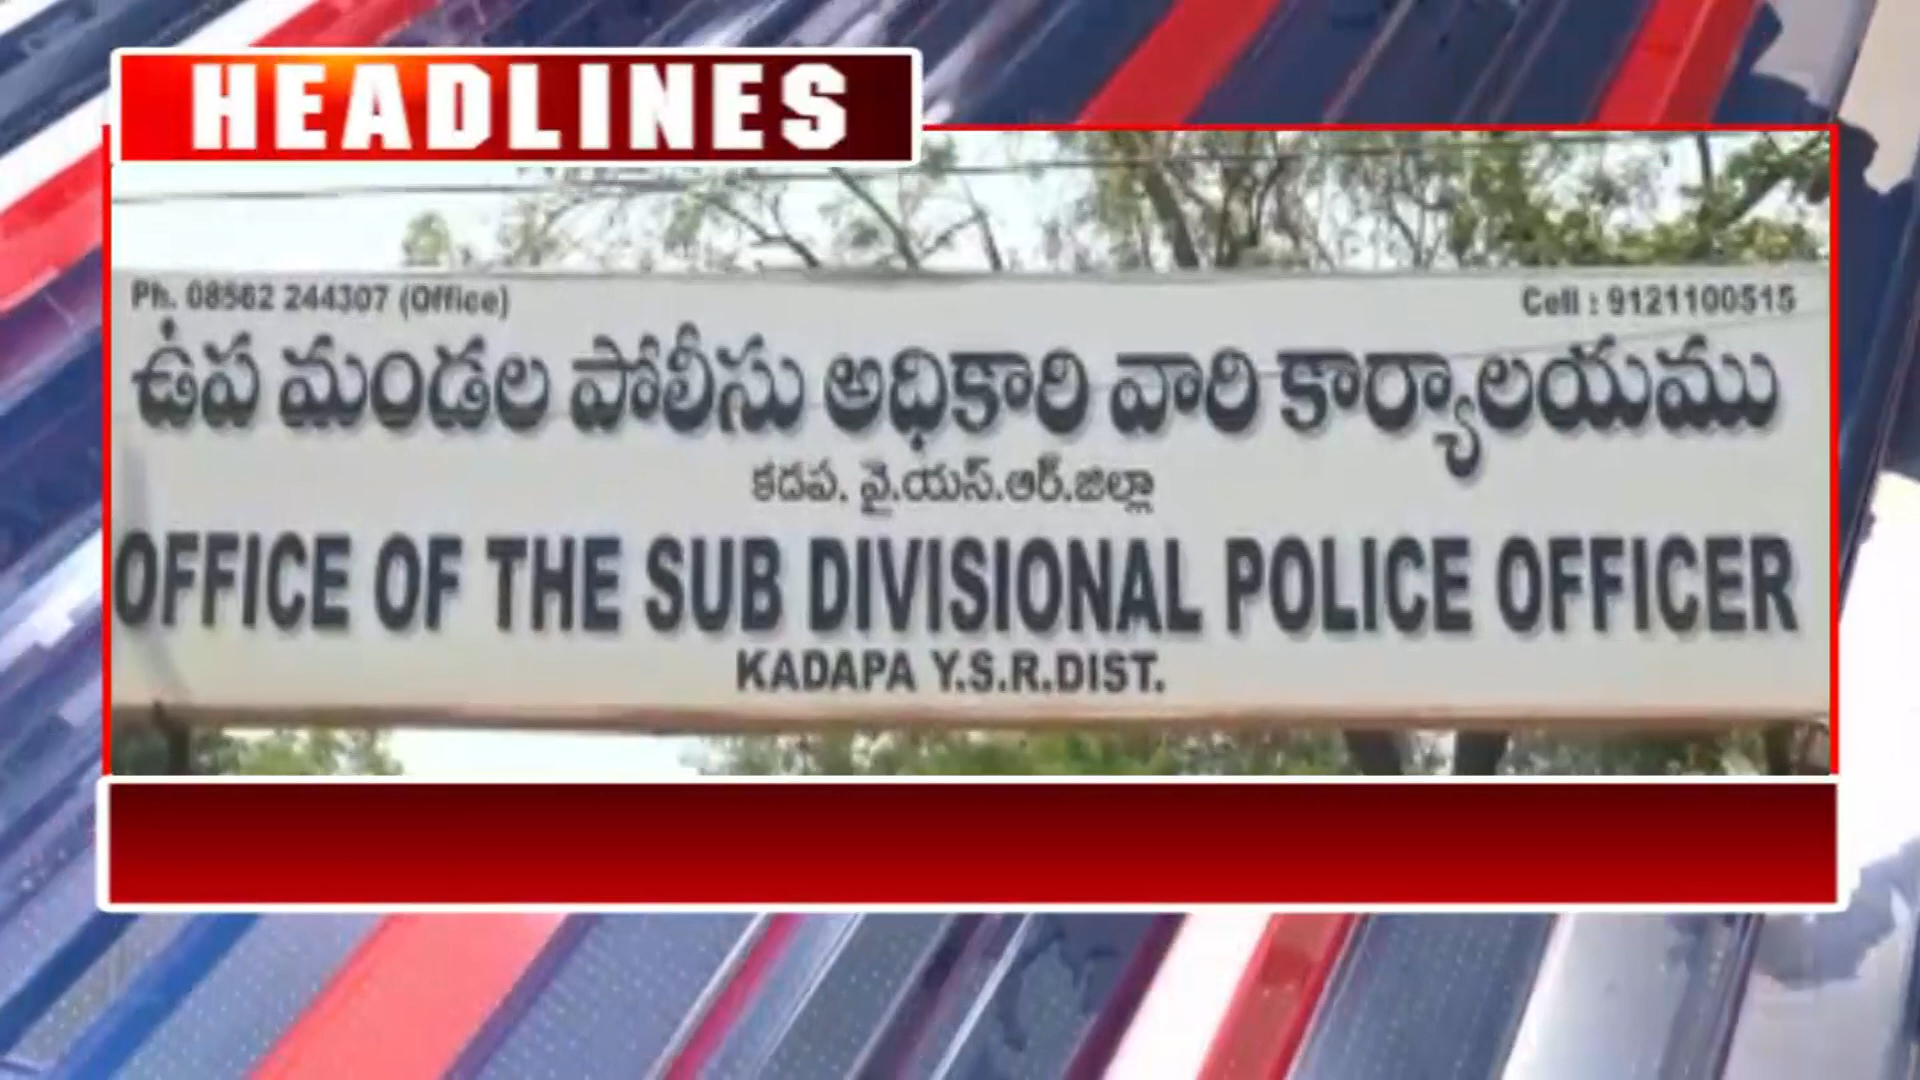 HEADLINES
Ph. 08562 244307 (Office)
Cell : 9121100515
ఉప మండల పోలీసు అధికారి వారి కార్యాలయము
కడప. వై.యస్.ఆర్.జిల్లా
OFFICE OF THE SUB DIVISIONAL POLICE OFFICER
KADAPA Y.S.R.DIST.